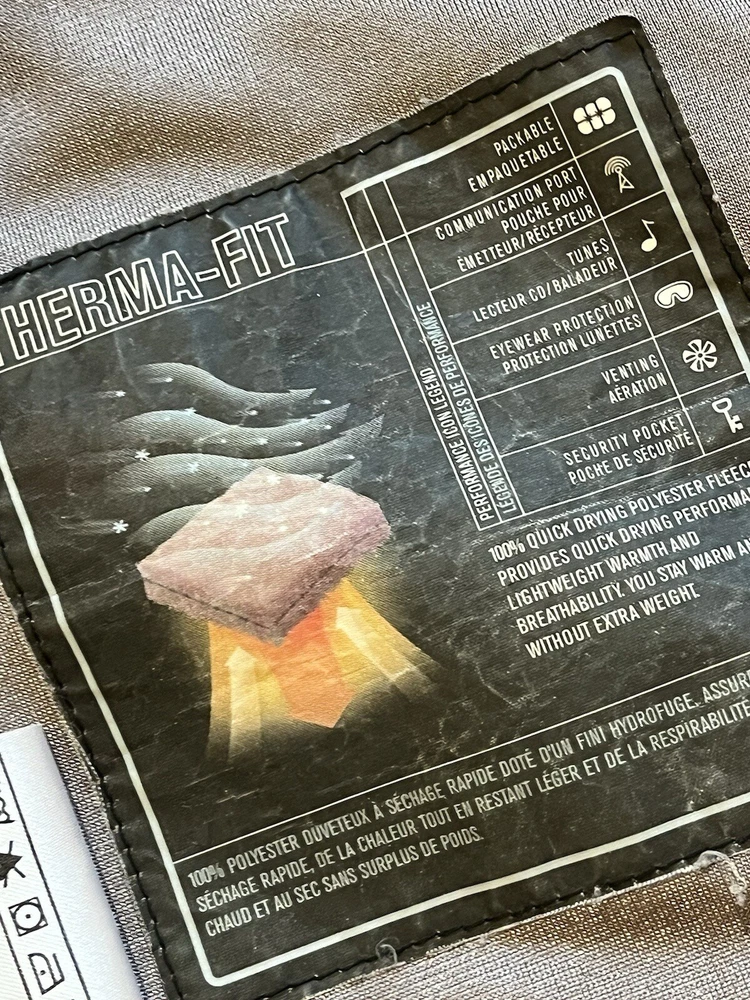 THERMA-FIT
PACKABLE
EMPAQUETABLE
COMMUNICATION PORT
POUCHE POUR
ÉMETTEUR/RÉCEPTEUR
TUNES
LECTEUR CD/BALADEUR
EYEWEAR PROTECTION
PROTECTION LUNETTES
VENTING
AÉRATION
SECURITY POCKET
POCHE DE SÉCURITÉ
PERFORMANCE ICON LEGEND
LÉGENDE DES ICÔNES DE PERFORMANCE
100% QUICK DRYING POLYESTER FLEECE
PROVIDES QUICK DRYING PERFORMA
LIGHTWEIGHT WARMTH AND
BREATHABILITY. YOU STAY WARM AN
WITHOUT EXTRA WEIGHT.
100% POLYESTER DUVETEUX À SÉCHAGE RAPIDE DOTÉ D'UN FINI HYDROFUGE. ASSURE
SÉCHAGE RAPIDE, DE LA CHALEUR TOUT EN RESTANT LÉGER ET DE LA RESPIRABILITÉ
CHAUD ET AU SEC SANS SURPLUS DE POIDS.